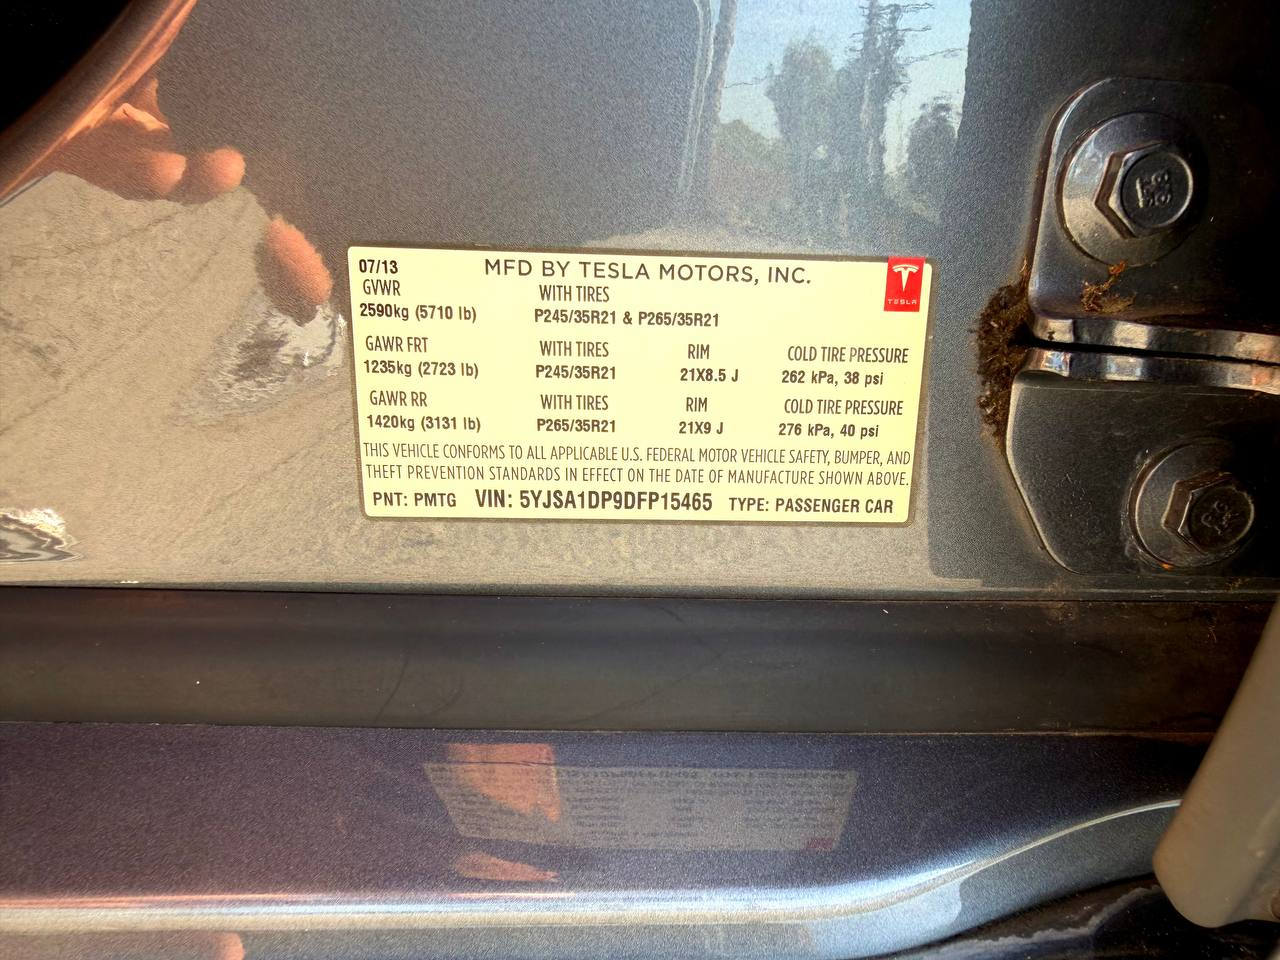 07/13 MFD BY TESLA MOTORS, INC.
TESLA
GVWR WITH TIRES
2590kg (5710 lb) P245/35R21 & P265/35R21
GAWR FRT WITH TIRES RIM COLD TIRE PRESSURE
1235kg (2723 lb) P245/35R21 21X8.5 J 262 kPa, 38 psi
GAWR RR WITH TIRES RIM COLD TIRE PRESSURE
1420kg (3131 lb) P265/35R21 21X9 J 276 kPa, 40 psi
THIS VEHICLE CONFORMS TO ALL APPLICABLE U.S. FEDERAL MOTOR VEHICLE SAFETY, BUMPER, AND
THEFT PREVENTION STANDARDS IN EFFECT ON THE DATE OF MANUFACTURE SHOWN ABOVE.
PNT: PMTG VIN: 5YJSA1DP9DFP15465 TYPE: PASSENGER CAR